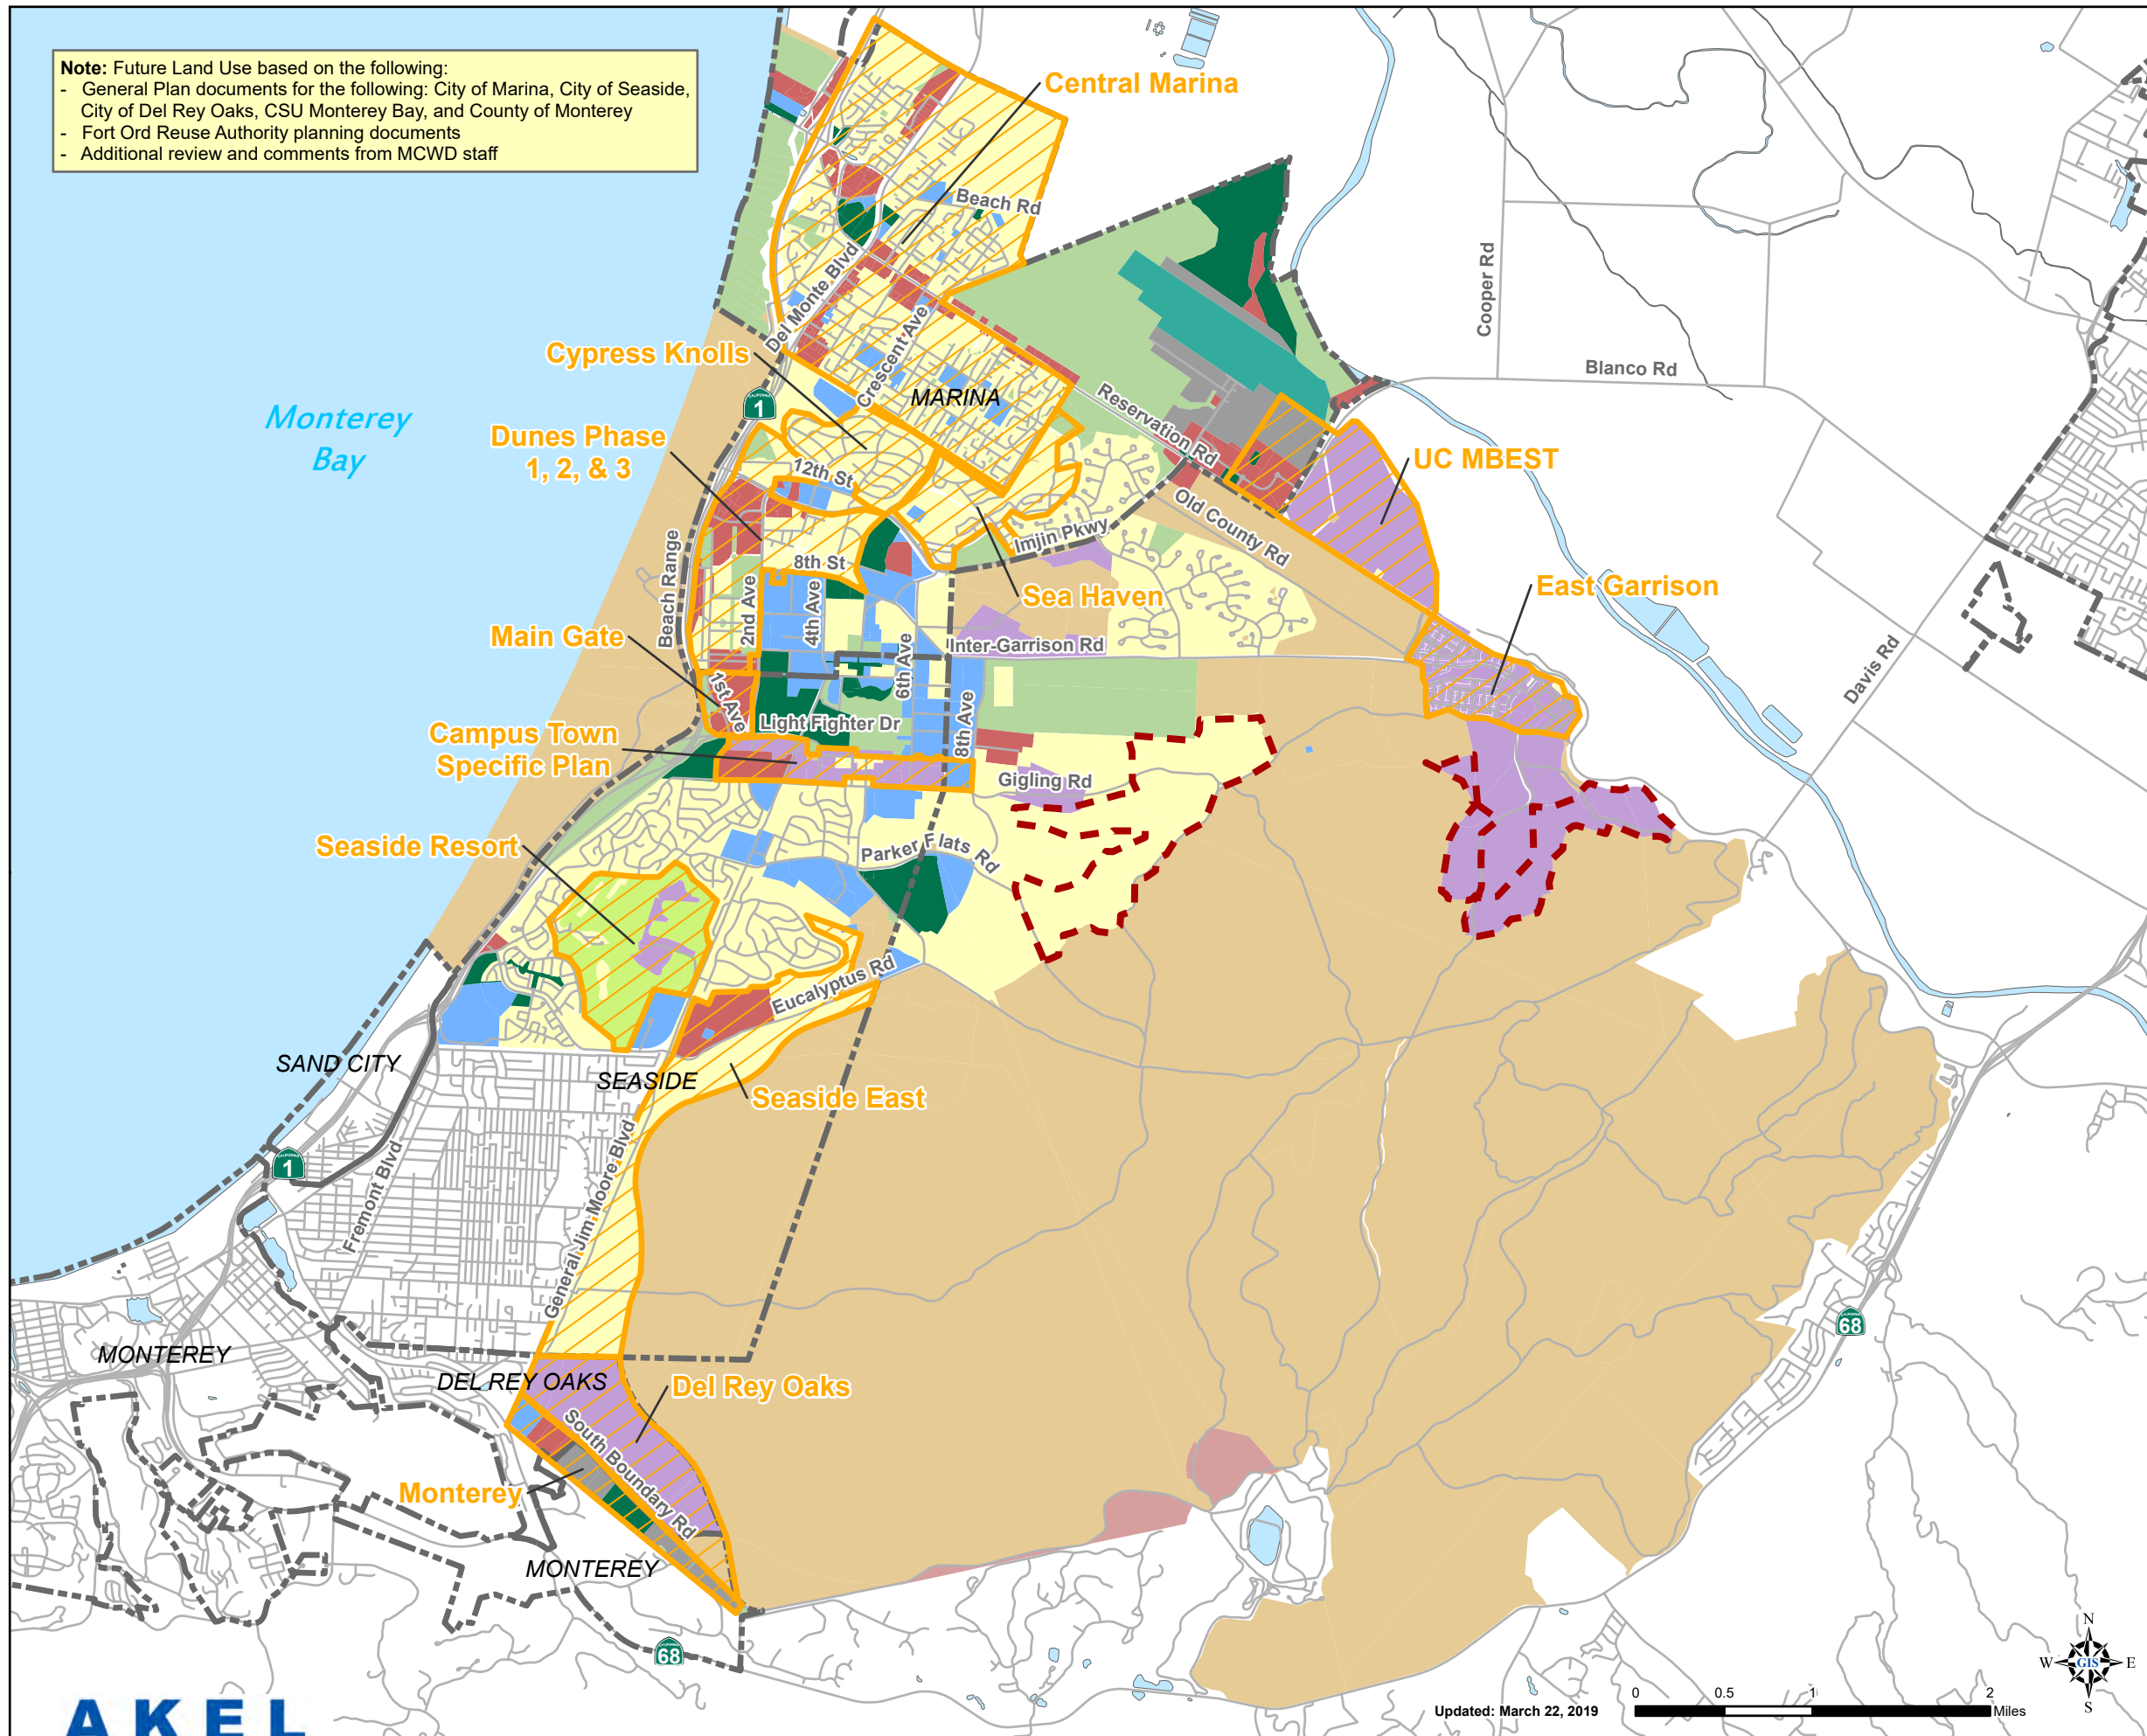 Note: Future Land Use based on the following:
- General Plan documents for the following: City of Marina, City of Seaside,
City of Del Rey Oaks, CSU Monterey Bay, and County of Monterey
- Fort Ord Reuse Authority planning documents
- Additional review and comments from MCWD staff
Central Marina
Beach Rd
Del Monte Blvd
Cooper Rd
Crescent Ave
Cypress Knolls
Blanco Rd
MARINA
CALIFORNIA
1
Monterey
Bay
Reservation Rd
Dunes Phase
1, 2, & 3
12th St
UC MBEST
Old County Rd
Imjin Pkwy
Beach Range
8th St
2nd Ave
4th Ave
Sea Haven
East Garrison
Main Gate
6th Ave
Inter-Garrison Rd
Davis Rd
1st Ave
Light Fighter Dr
8th Ave
Campus Town
Specific Plan
Gigling Rd
Seaside Resort
Parker Flats Rd
Eucalyptus Rd
SAND CITY
SEASIDE
Seaside East
CALIFORNIA
1
Fremont Blvd
General Jim Moore Blvd
CALIFORNIA
68
MONTEREY
DEL REY OAKS
Del Rey Oaks
South Boundary Rd
Monterey
MONTEREY
CALIFORNIA
68
N
W GIS E
S
0 0.5 1 2
Miles
Updated: March 22, 2019
AKEL